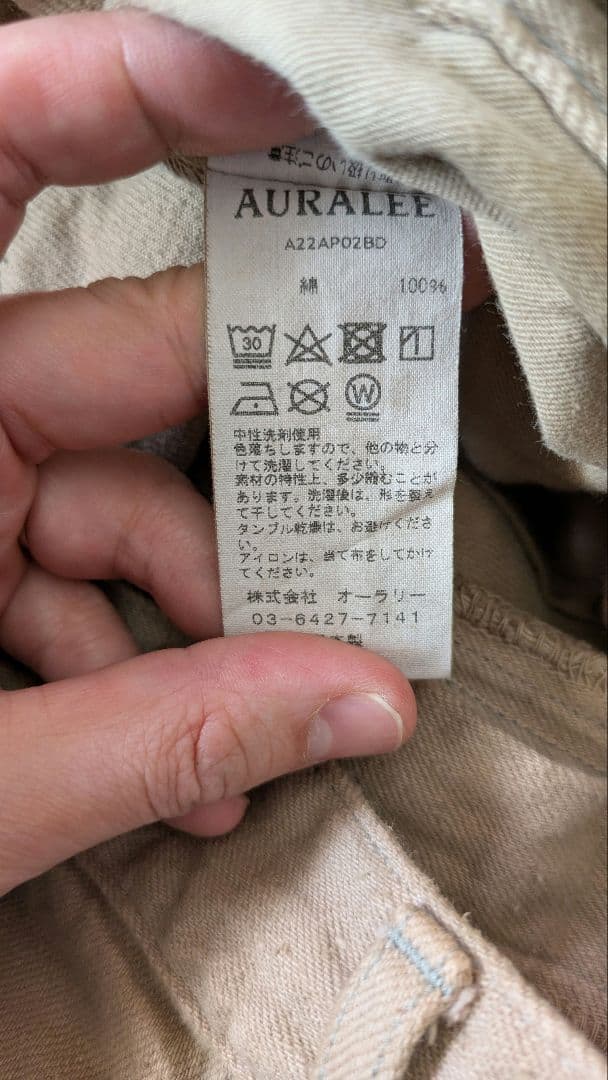 AURALEE
A22AP02BD
綿 100%
30
W
中性洗剤使用
色落ちしますので、他の物と分
けて洗濯してください。
素材の特性上、多少縮むことが
あります。洗濯後は、形を整え
て干してください。
タンブル乾燥は、お避けくださ
い。
アイロンは、当て布をしてかけ
てください。
株式会社 オーラリー
03-6427-7141
本製